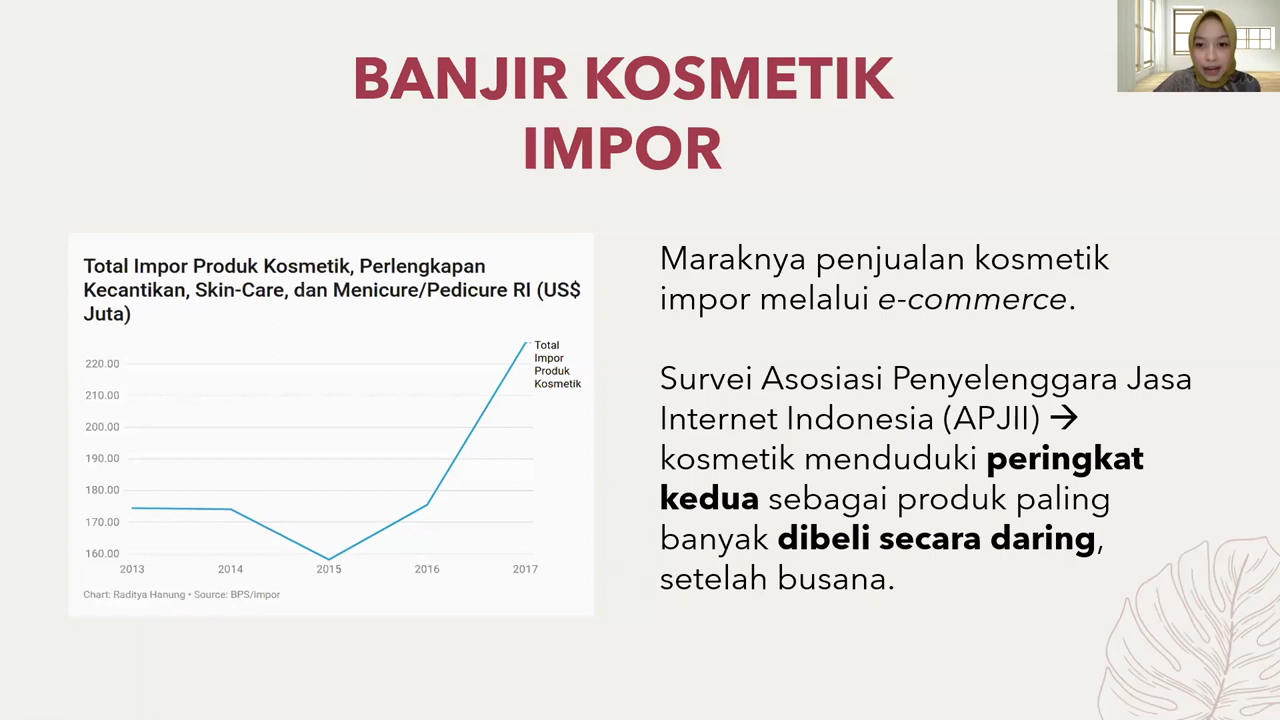 BANJIR KOSMETIK
IMPOR
Total Impor Produk Kosmetik, Perlengkapan
Kecantikan, Skin-Care, dan Menicure/Pedicure RI (US$
Juta)
220.00
210.00
200.00
190.00
180.00
170.00
160.00
Total
Impor
Produk
Kosmetik
2013 2014 2015 2016 2017
Chart: Raditya Hanung • Source: BPS/impor
Maraknya penjualan kosmetik
impor melalui e-commerce.
Survei Asosiasi Penyelenggara Jasa
Internet Indonesia (APJII) →
kosmetik menduduki peringkat
kedua sebagai produk paling
banyak dibeli secara daring,
setelah busana.